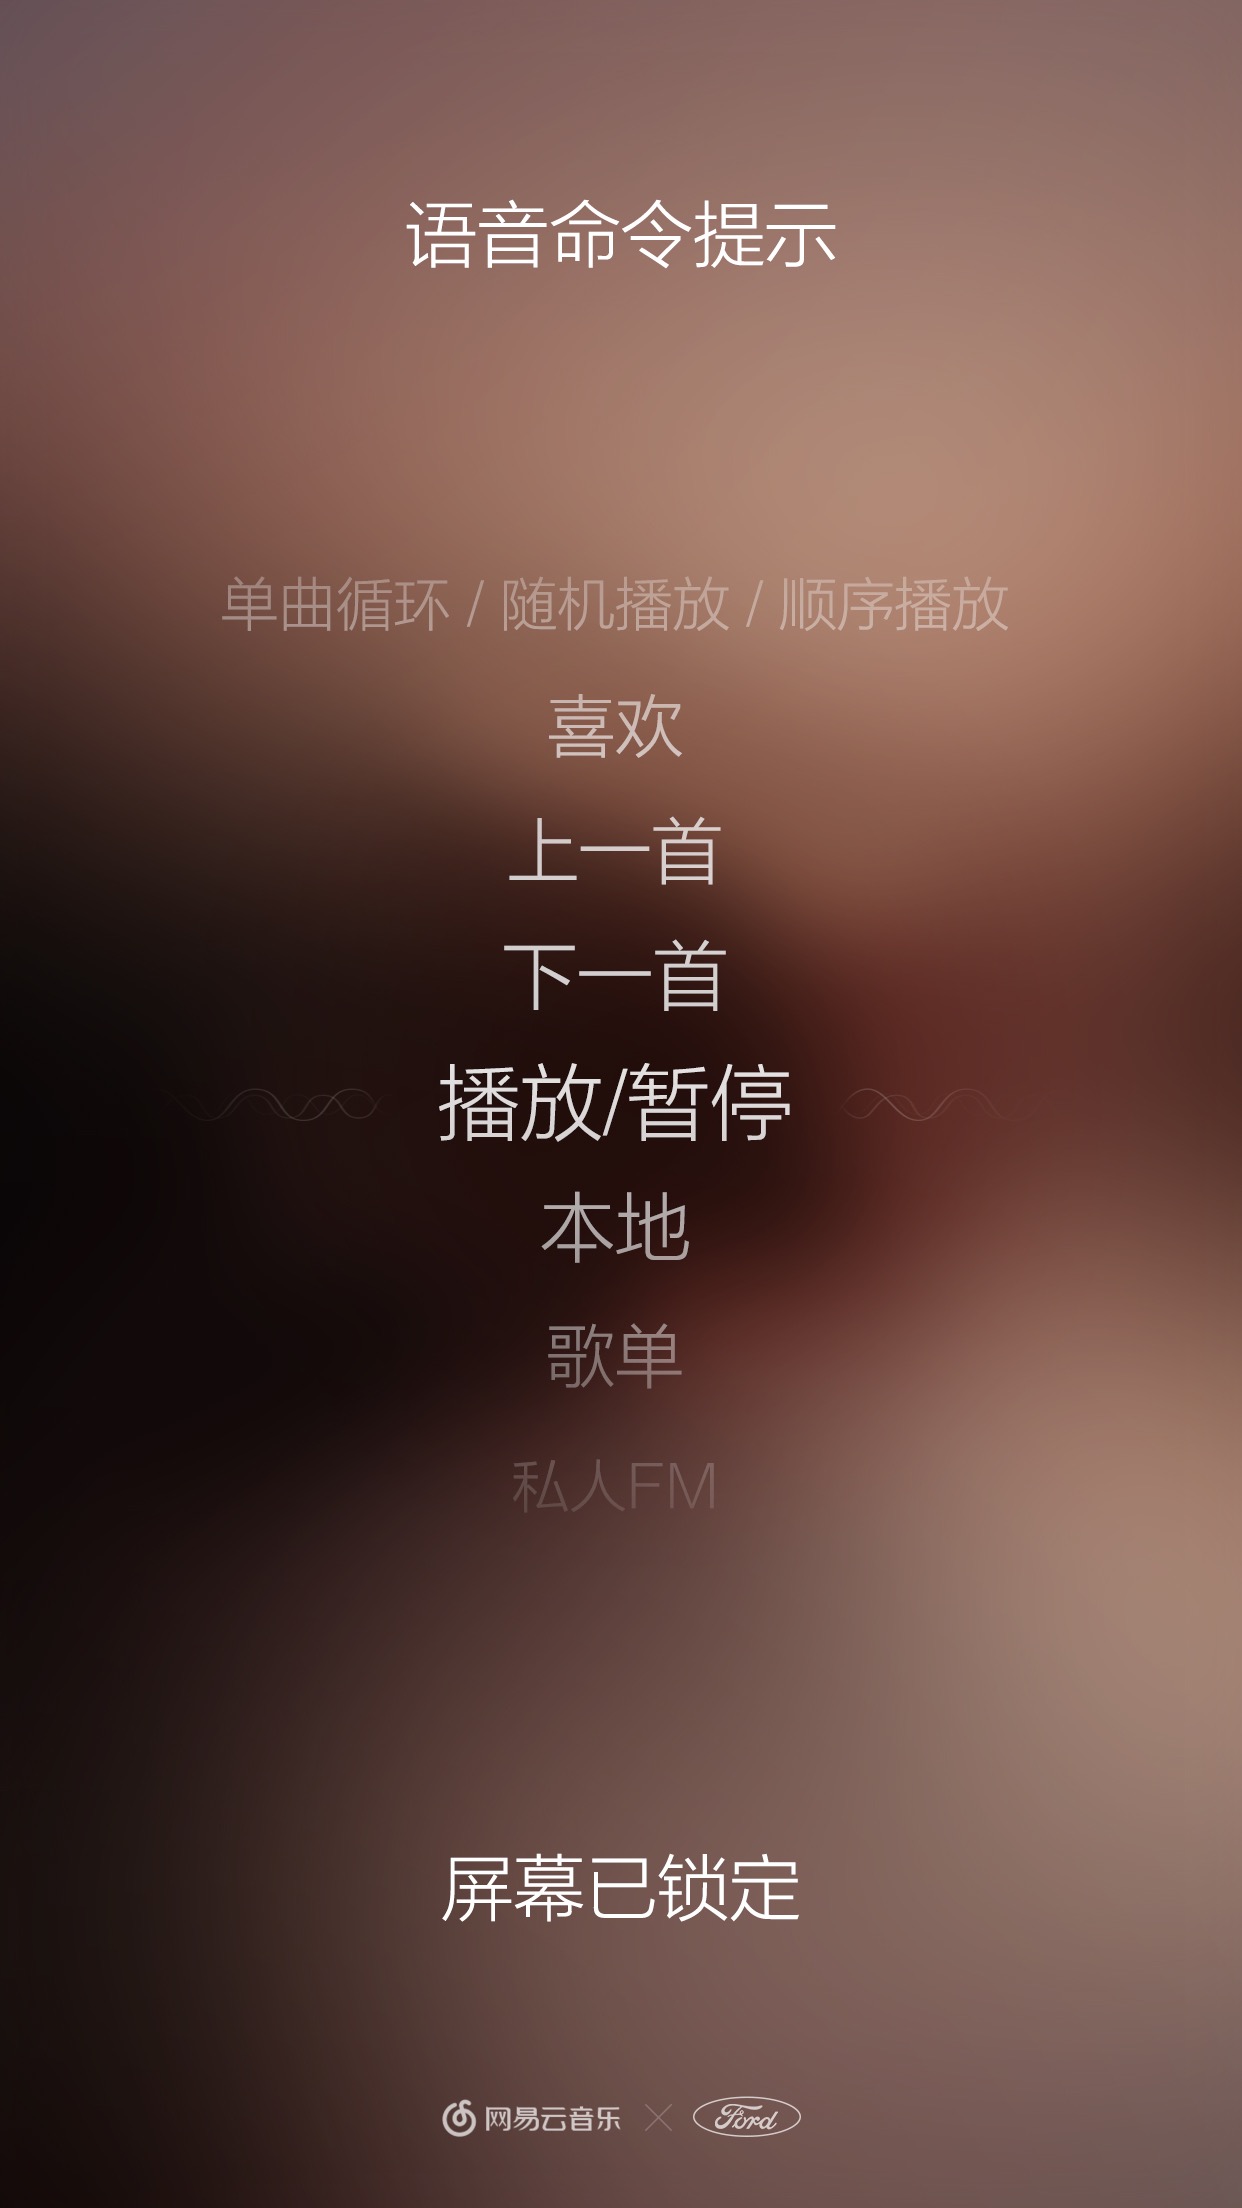 语音命令提示
单曲循环 / 随机播放 / 顺序播放
喜欢
上一首
下一首
播放/暂停
本地
歌单
私人FM
屏幕已锁定
网易云音乐 × Ford